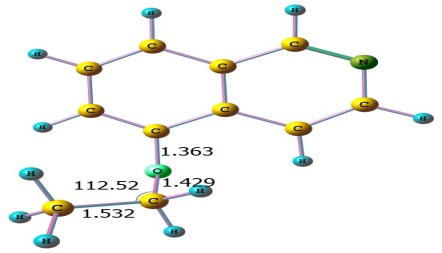 H H
H C C
C C N
C C C H
H C C
1.363 H
O
H 1.429 H
112.52
H C C
1.532
H H